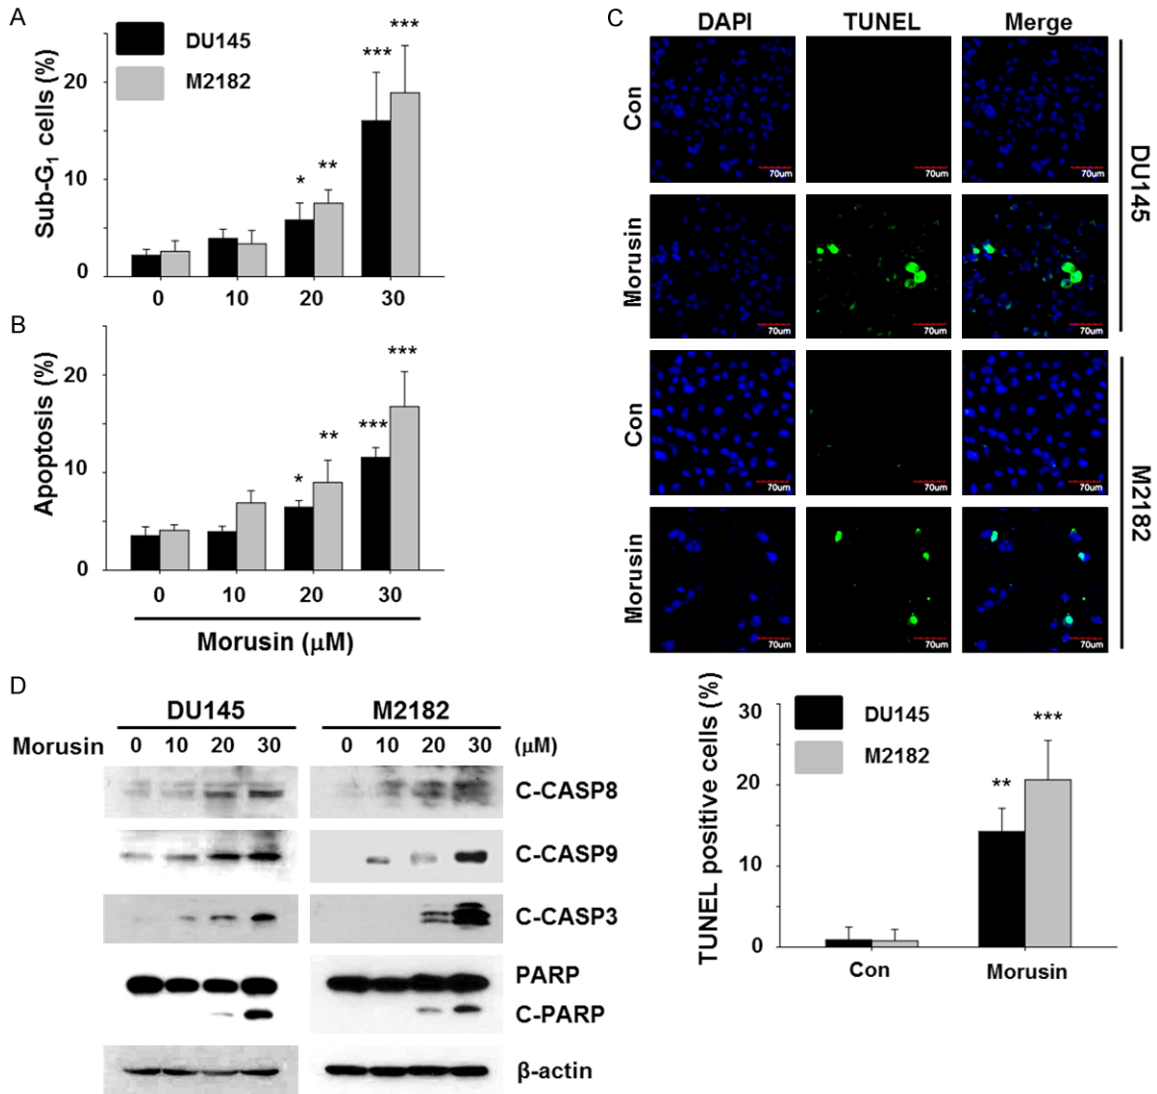 A
Sub-G1 cells (%)
DU145
M2182
20
10
0
*
**
***
***
0 10 20 30
B
Apoptosis (%)
20
10
0
*
**
***
***
0 10 20 30
Morusin (μM)
C
DAPI TUNEL Merge
Con
70um 70um 70um
Morusin
70um 70um 70um
DU145
Con
70um 70um 70um
Morusin
70um 70um 70um
M2182
TUNEL positive cells (%)
30
20
10
0
DU145
M2182
**
***
Con Morusin
D
DU145 M2182
Morusin 0 10 20 30 0 10 20 30 (μM)
C-CASP8
C-CASP9
C-CASP3
PARP
C-PARP
β-actin